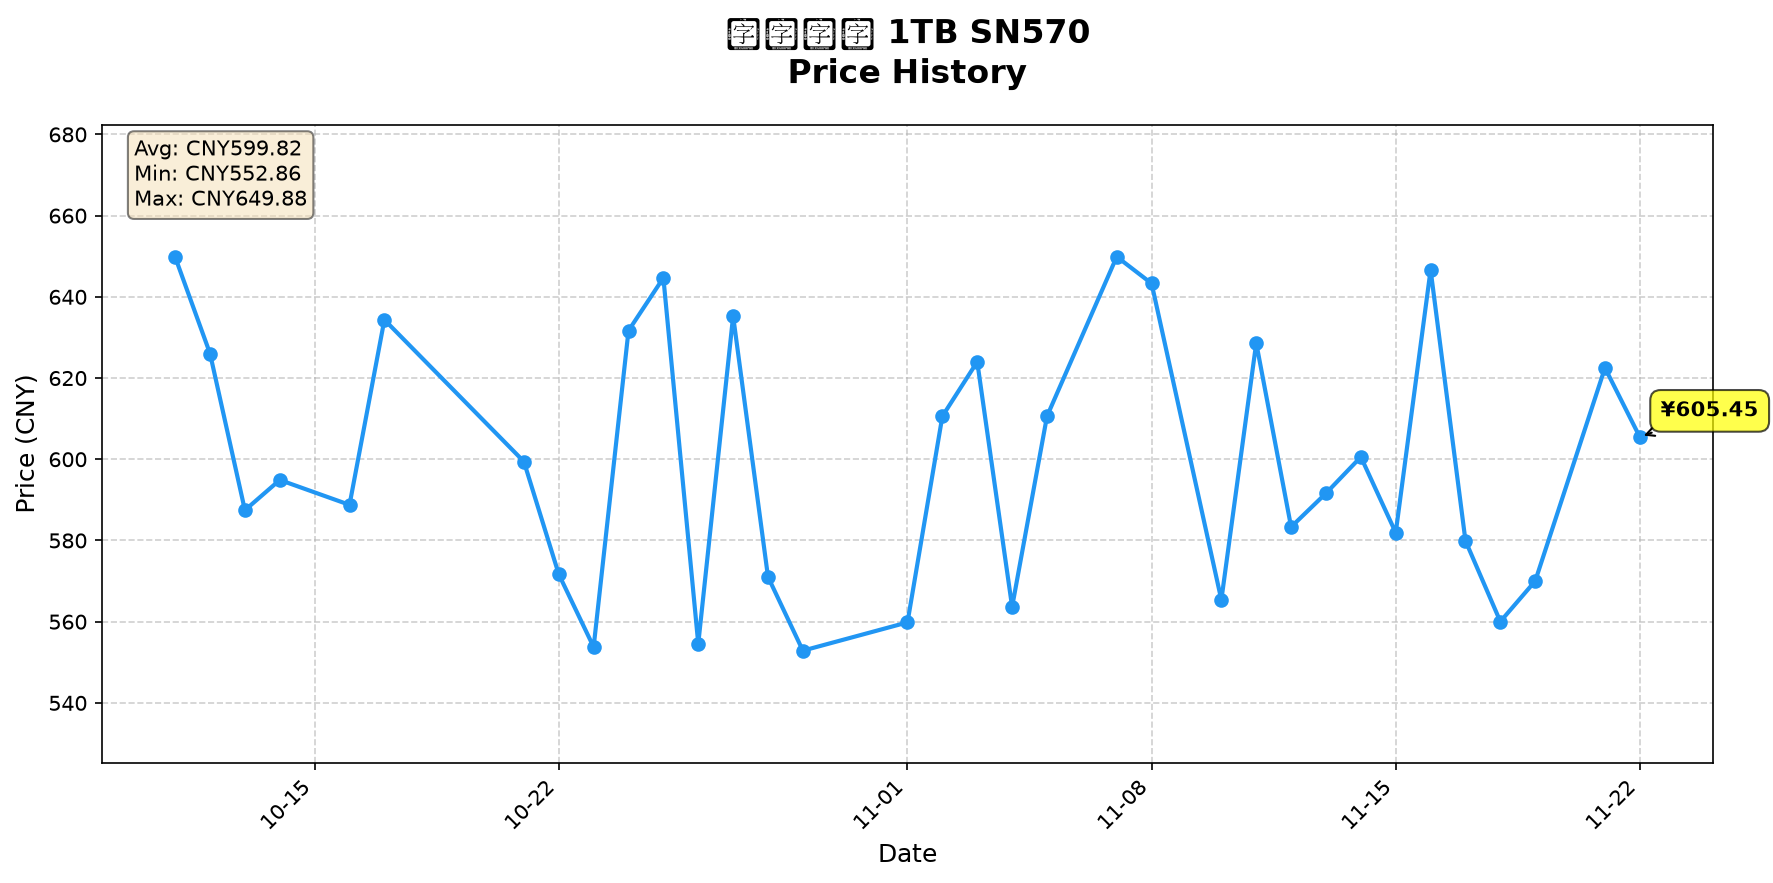 1TB SN570
Price History
Avg: CNY599.82
Min: CNY552.86
Max: CNY649.88
¥605.45
Price (CNY)
680
660
640
620
600
580
560
540
10-15
10-22
11-01
11-08
11-15
11-22
Date